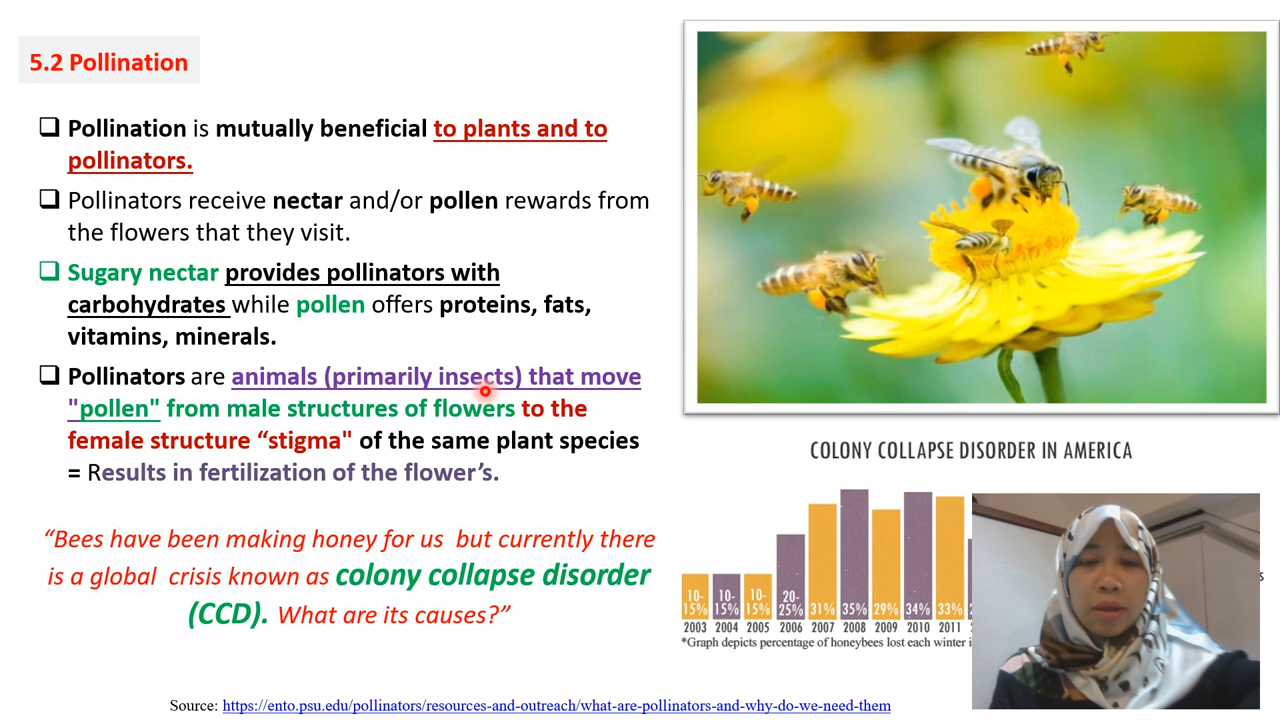 5.2 Pollination
Pollination is mutually beneficial to plants and to
pollinators.
Pollinators receive nectar and/or pollen rewards from
the flowers that they visit.
Sugary nectar provides pollinators with
carbohydrates while pollen offers proteins, fats,
vitamins, minerals.
Pollinators are animals (primarily insects) that move
"pollen" from male structures of flowers to the
female structure “stigma" of the same plant species
= Results in fertilization of the flower’s.
“Bees have been making honey for us but currently there
is a global crisis known as colony collapse disorder
(CCD). What are its causes?”
COLONY COLLAPSE DISORDER IN AMERICA
10- 10- 10- 20-
15% 15% 15% 25% 31% 35% 29% 34% 33%
2003 2004 2005 2006 2007 2008 2009 2010 2011
*Graph depicts percentage of honeybees lost each winter
Source: https://ento.psu.edu/pollinators/resources-and-outreach/what-are-pollinators-and-why-do-we-need-them